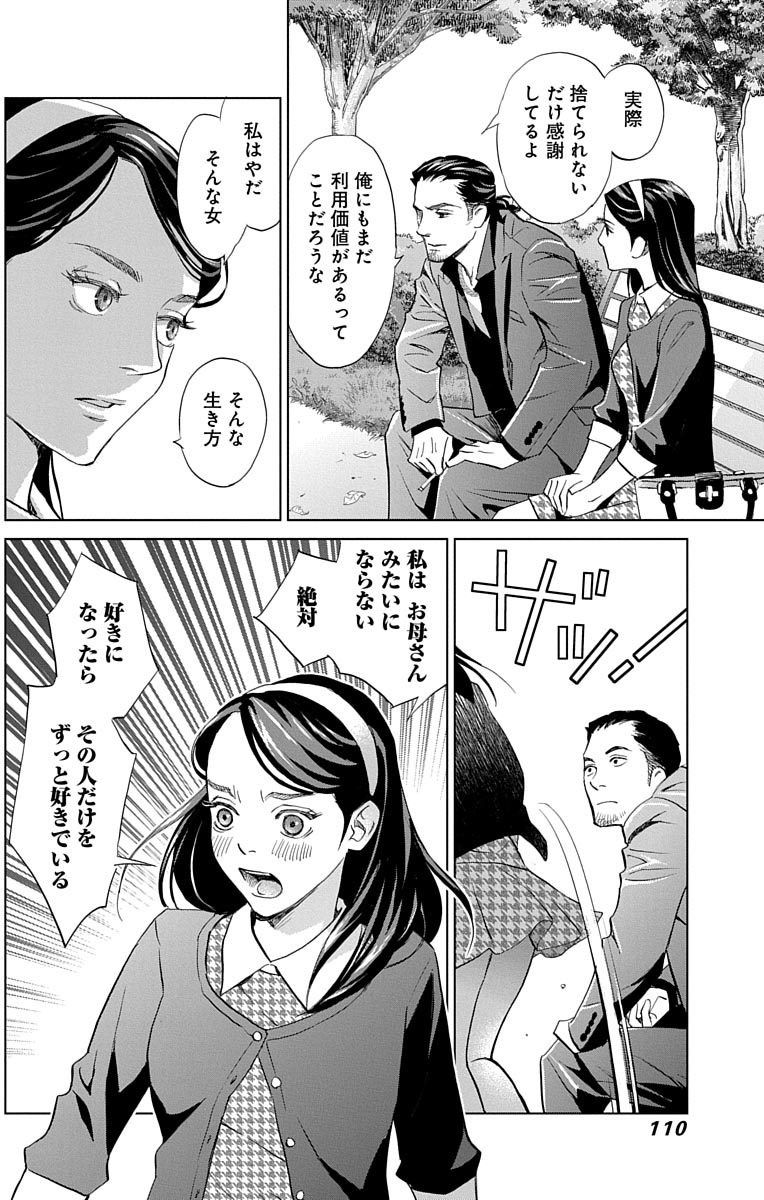 実際
捨てられない
だけ感謝
してるよ
俺にもまだ
利用価値があるって
ことだろうな
私はやだ
そんな女
そんな
生き方
ザッ
私は お母さん
みたいに
ならない
絶対
好きに
なったら
その人だけを
ずっと好きでいる
110